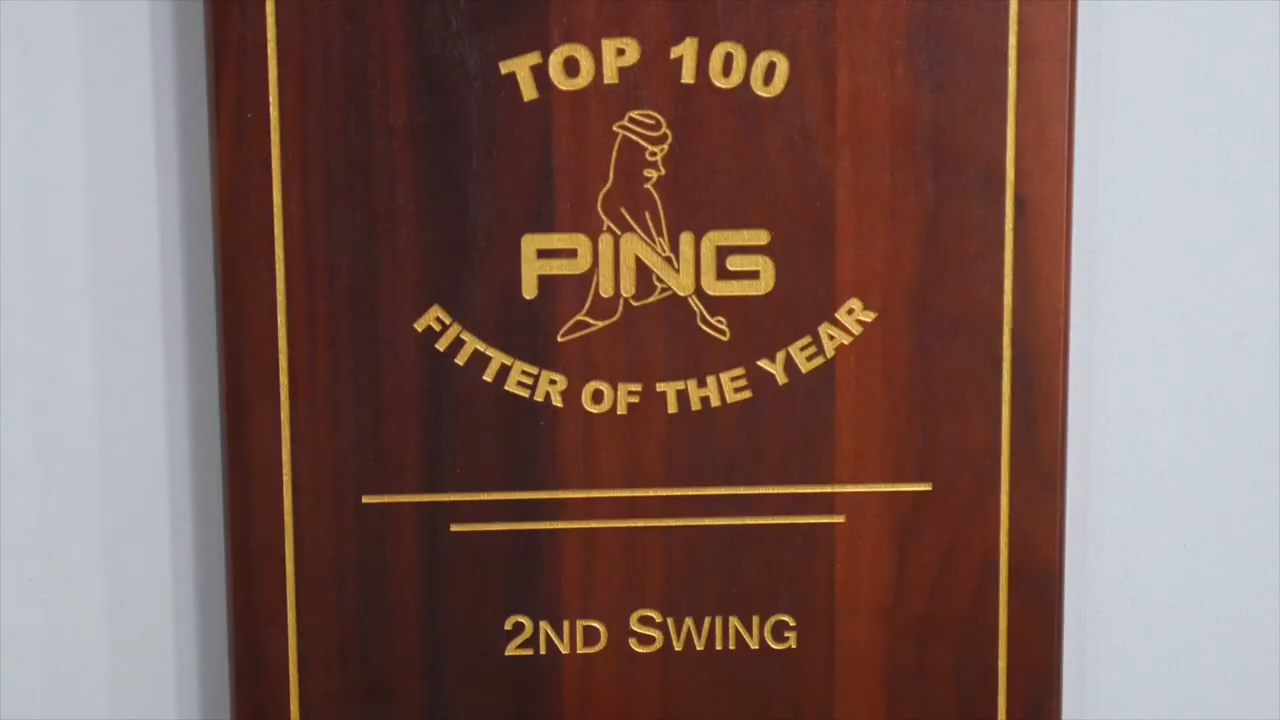 TOP 100
PING
FITTER OF THE YEAR
2ND SWING